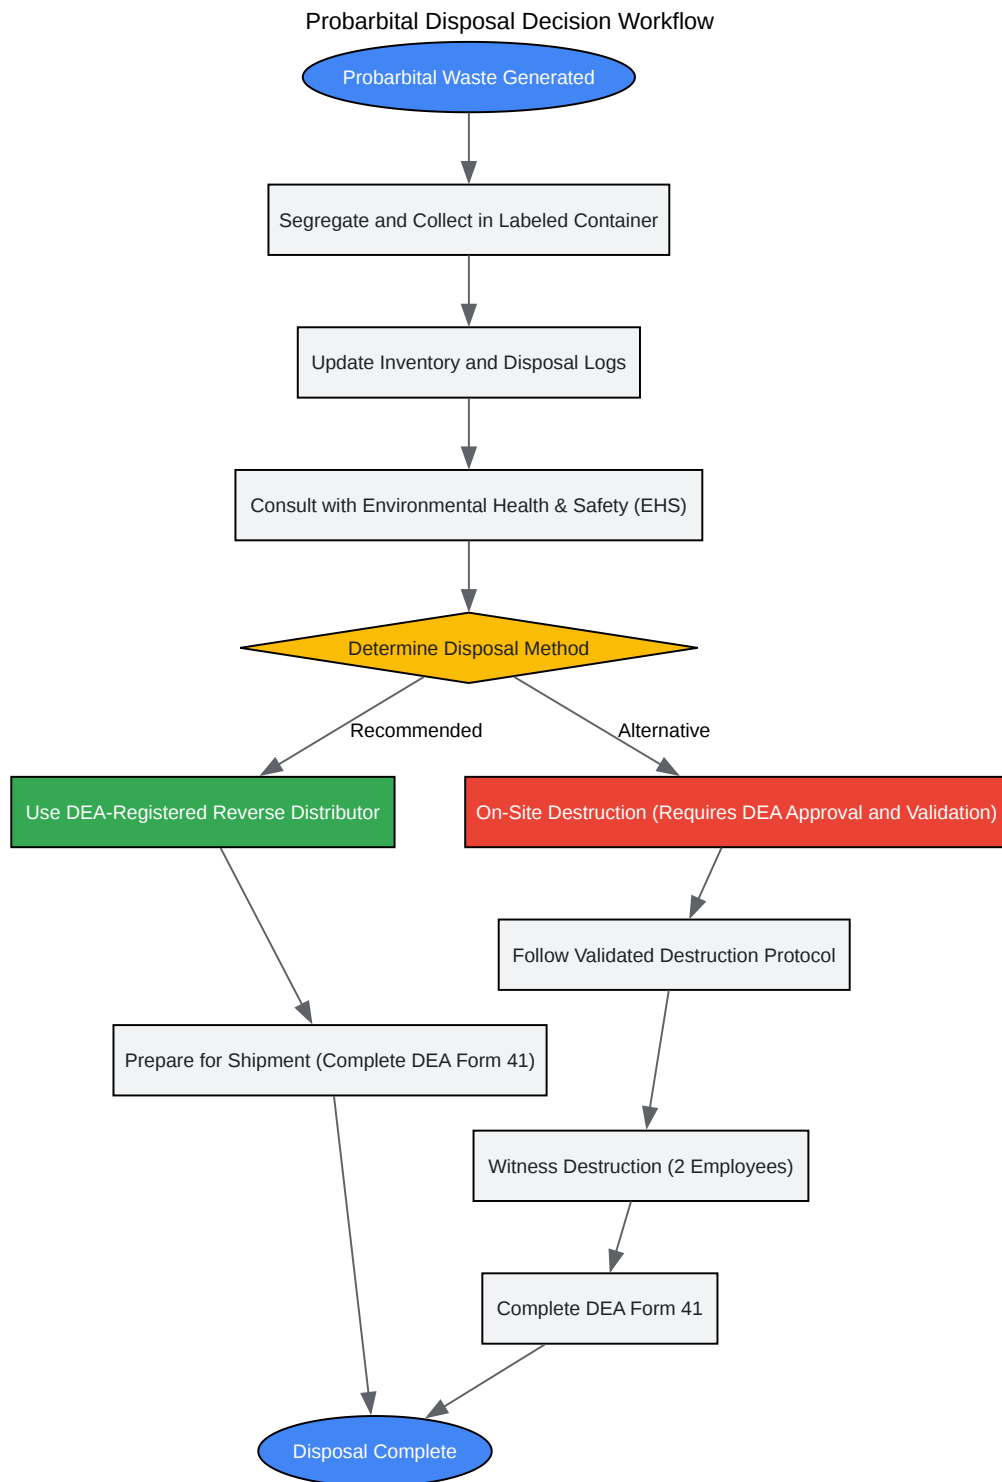 Probarbital Disposal Decision Workflow
Probarbital Waste Generated
Segregate and Collect in Labeled Container
Update Inventory and Disposal Logs
Consult with Environmental Health & Safety (EHS)
Determine Disposal Method
Recommended
Alternative
Use DEA-Registered Reverse Distributor
On-Site Destruction (Requires DEA Approval and Validation)
Follow Validated Destruction Protocol
Prepare for Shipment (Complete DEA Form 41)
Witness Destruction (2 Employees)
Complete DEA Form 41
Disposal Complete